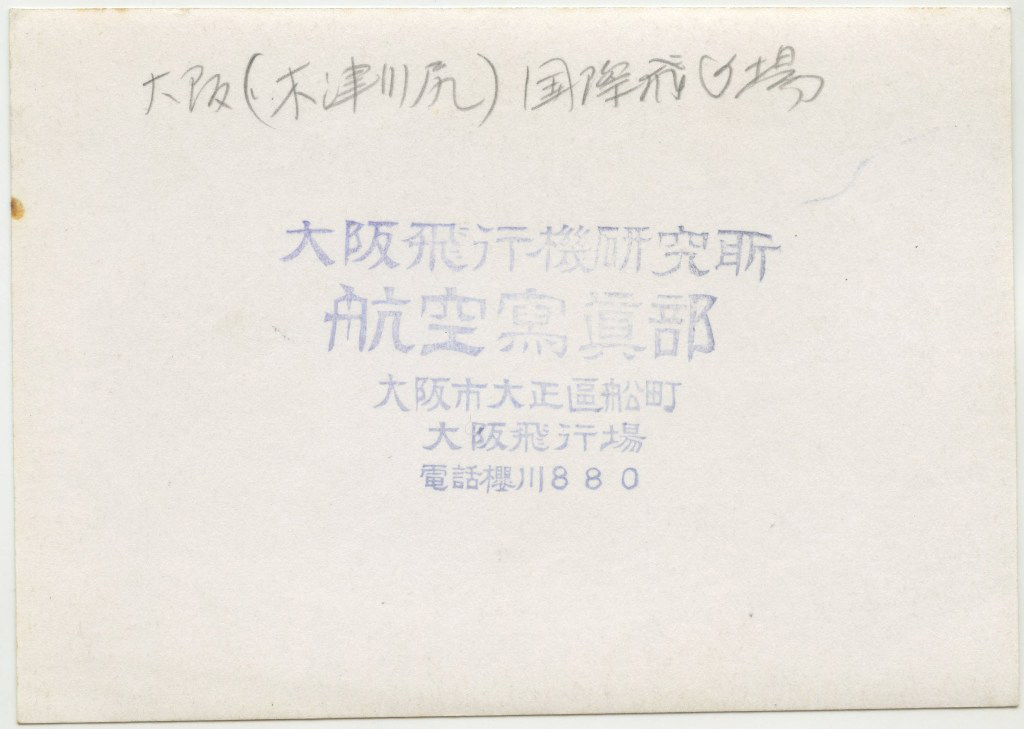 大阪(木津川尻)国際飛行場
大阪飛行機研究所
航空寫眞部
大阪市大正區船町
大阪飛行場
電話櫻川880